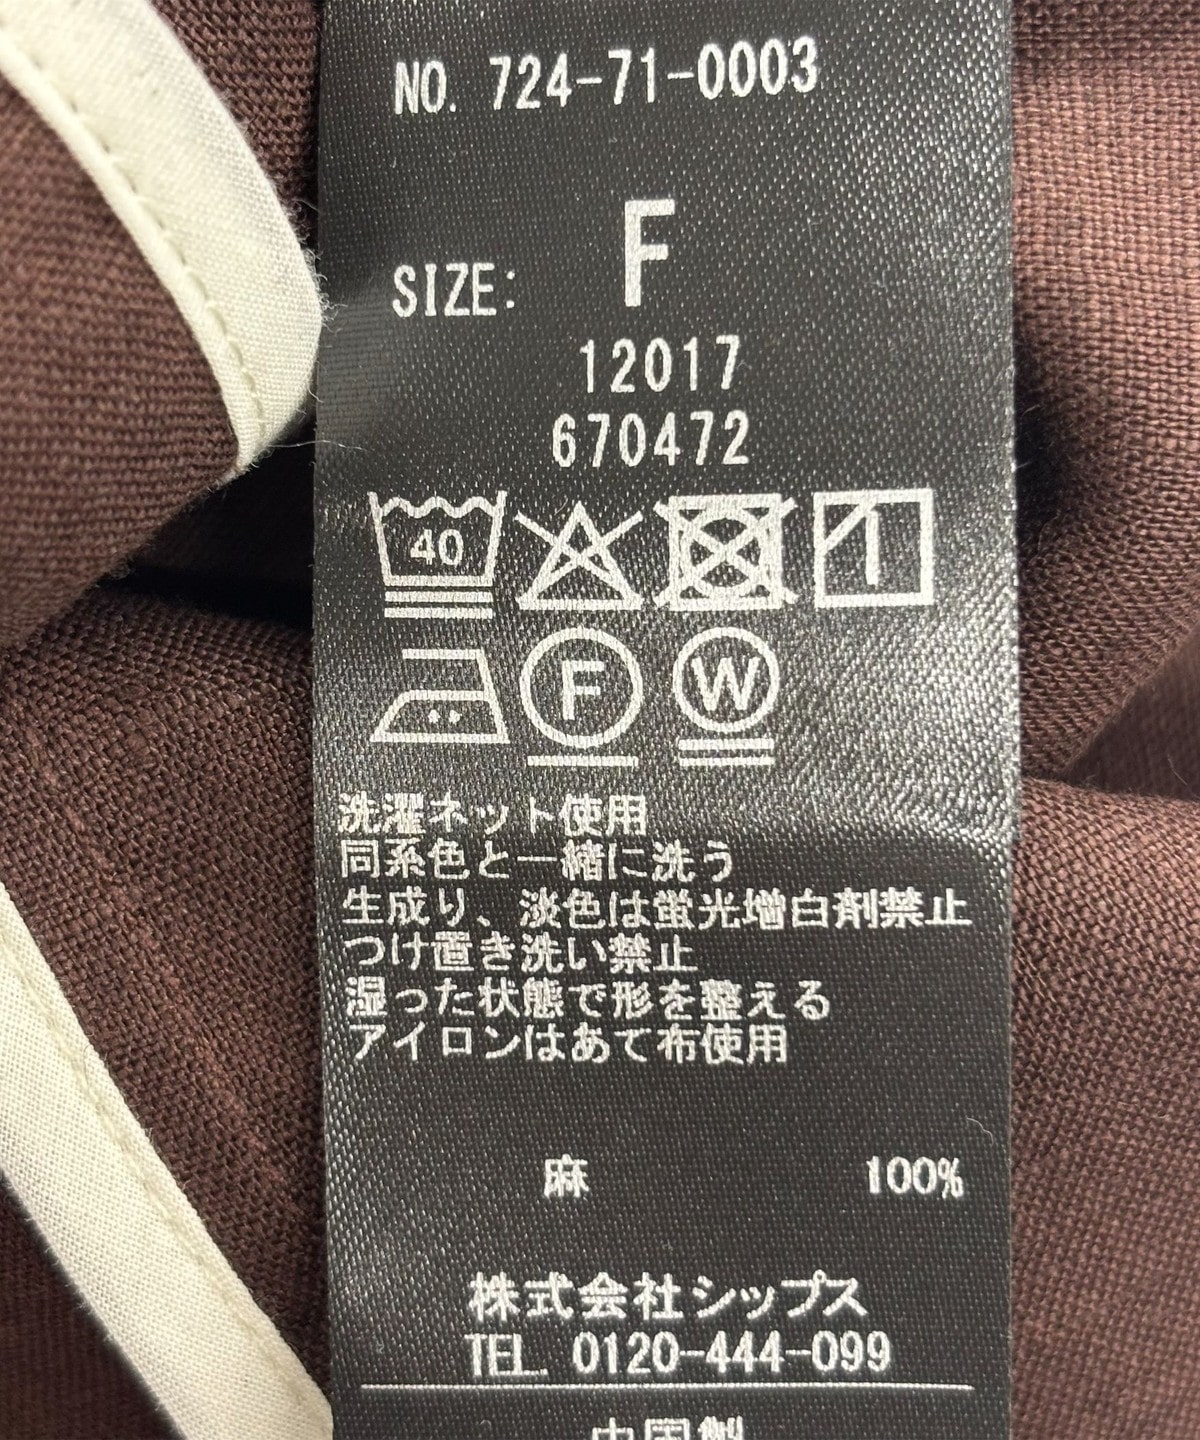 NO. 724-71-0003
SIZE: F
12017
670472
40
F W
洗濯ネット使用
同系色と一緒に洗う
生成り、淡色は蛍光増白剤禁止
つけ置き洗い禁止
湿った状態で形を整える
アイロンはあて布使用
麻 100%
株式会社シップス
TEL. 0120-444-099
中国製